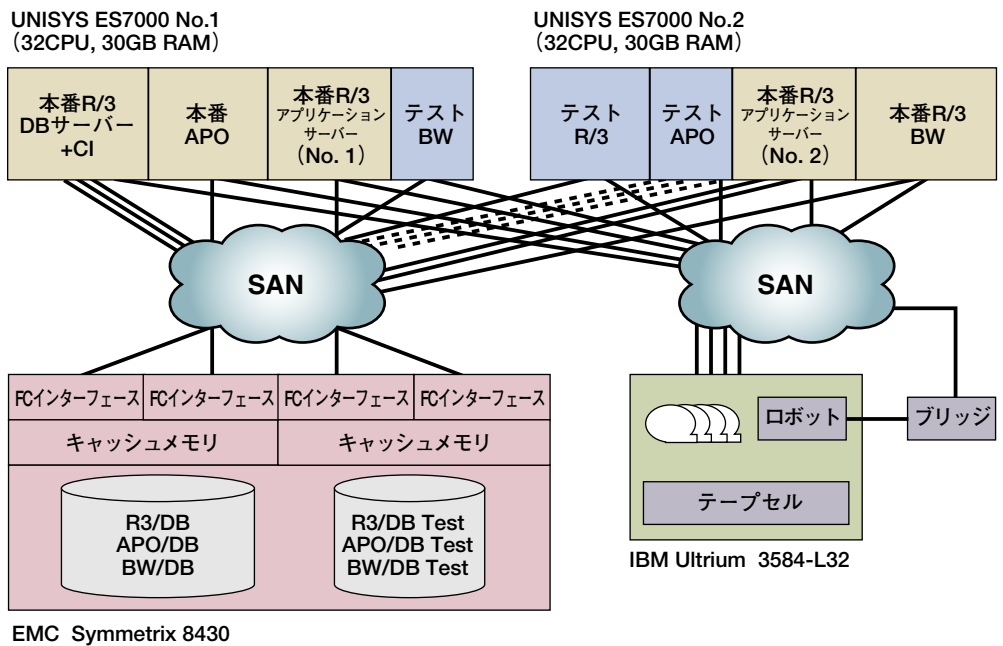 UNISYS ES7000 No.1
（32CPU, 30GB RAM）
UNISYS ES7000 No.2
（32CPU, 30GB RAM）
本番R/3
DBサーバー
+CI
本番
APO
本番R/3
アプリケーション
サーバー
（No. 1）
テスト
BW
テスト
R/3
テスト
APO
本番R/3
アプリケーション
サーバー
（No. 2）
本番R/3
BW
SAN
SAN
FCインターフェース
FCインターフェース
FCインターフェース
FCインターフェース
キャッシュメモリ
キャッシュメモリ
R3/DB
APO/DB
BW/DB
R3/DB Test
APO/DB Test
BW/DB Test
EMC Symmetrix 8430
ロボット
ブリッジ
テープセル
IBM Ultrium 3584-L32